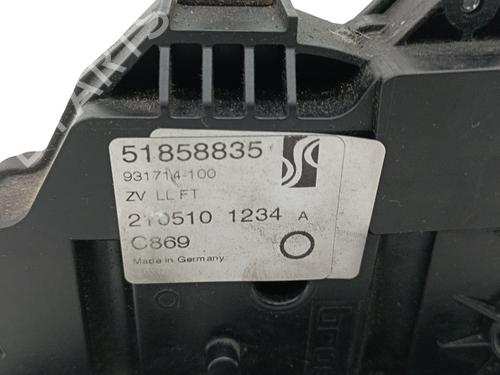 51858835
931714-100
ZV LL FT
210510 1234 A
C869
Made in Germany